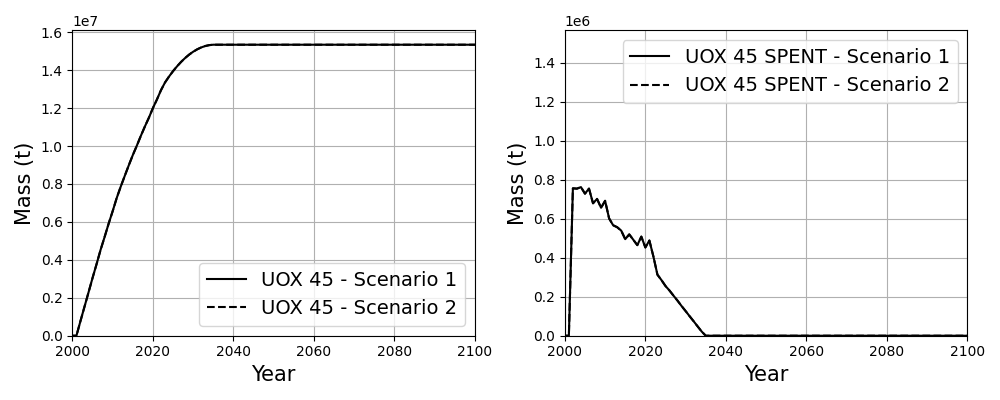 1e7
1.6
1.4
1.2
1.0
0.8
0.6
0.4
0.2
0.0
2000 2020 2040 2060 2080 2100
Mass (t)
Year
UOX 45 - Scenario 1
UOX 45 - Scenario 2
1e6
1.4
1.2
1.0
0.8
0.6
0.4
0.2
0.0
2000 2020 2040 2060 2080 2100
Mass (t)
Year
UOX 45 SPENT - Scenario 1
UOX 45 SPENT - Scenario 2